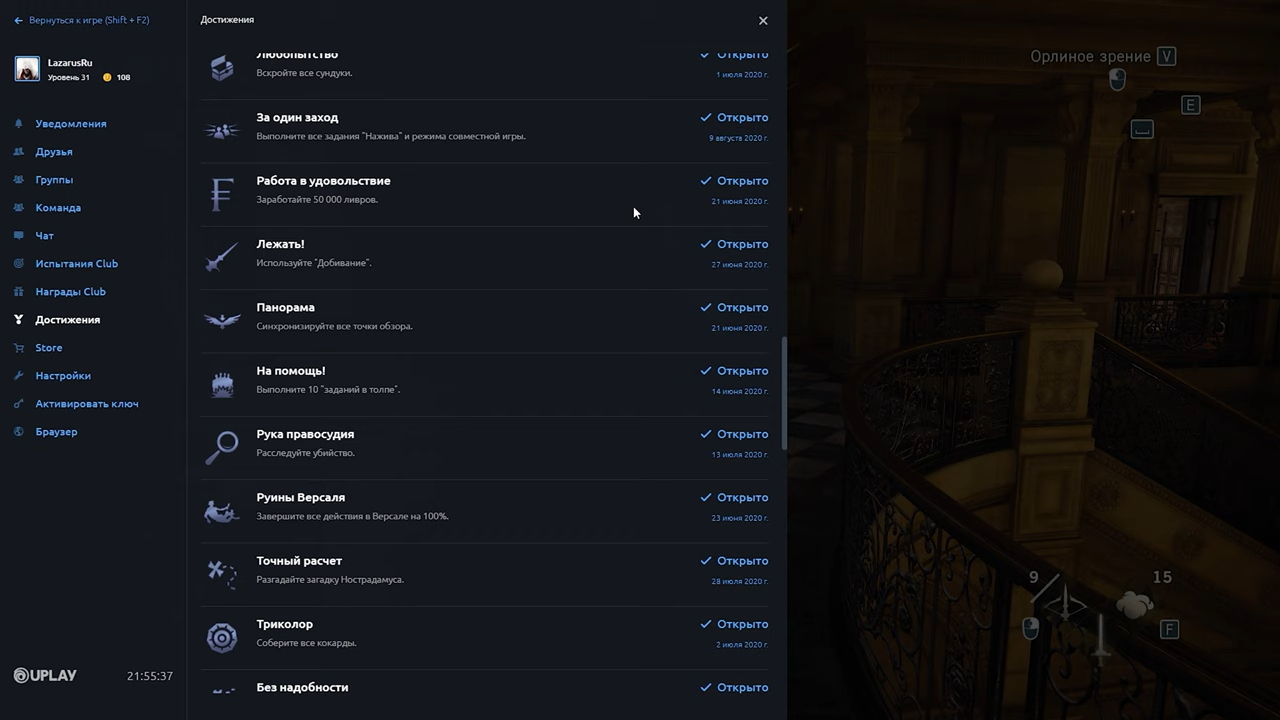 Вернуться к игре (Shift + F2)
LazarusRu
Уровень 31 108
Уведомления
Друзья
Группы
Команда
Чат
Испытания Club
Награды Club
Достижения
Store
Настройки
Активировать ключ
Браузер
UPLAY 21:55:37
Достижения
Любопытство Открыто
Вскройте все сундуки. 1 июля 2020 г.
За один заход Открыто
Выполните все задания "Нажива" и режима совместной игры. 9 августа 2020 г.
Работа в удовольствие Открыто
Заработайте 50 000 ливров. 21 июня 2020 г.
Лежать! Открыто
Используйте "Добивание". 27 июня 2020 г.
Панорама Открыто
Синхронизируйте все точки обзора. 21 июня 2020 г.
На помощь! Открыто
Выполните 10 "заданий в толпе". 14 июня 2020 г.
Рука правосудия Открыто
Расследуйте убийство. 13 июля 2020 г.
Руины Версаля Открыто
Завершите все действия в Версале на 100%. 23 июня 2020 г.
Точный расчет Открыто
Разгадайте загадку Нострадамуса. 28 июля 2020 г.
Триколор Открыто
Соберите все кокарды. 2 июля 2020 г.
Без надобности Открыто
Орлиное зрение V
E
9 15
F